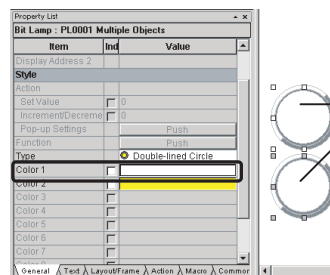 Property List
Bit Lamp : PL0001 Multiple Objects
Item Ind Value
Display Address 2
Style
Action
Set Value 0
Increment/Decreme 0
Pop-up Settings Push
Function Push
Type Double-lined Circle
Color 1
Color 2
Color 3
Color 4
Color 5
Color 6
Color 7
General Text Layout/Frame Action Macro Common